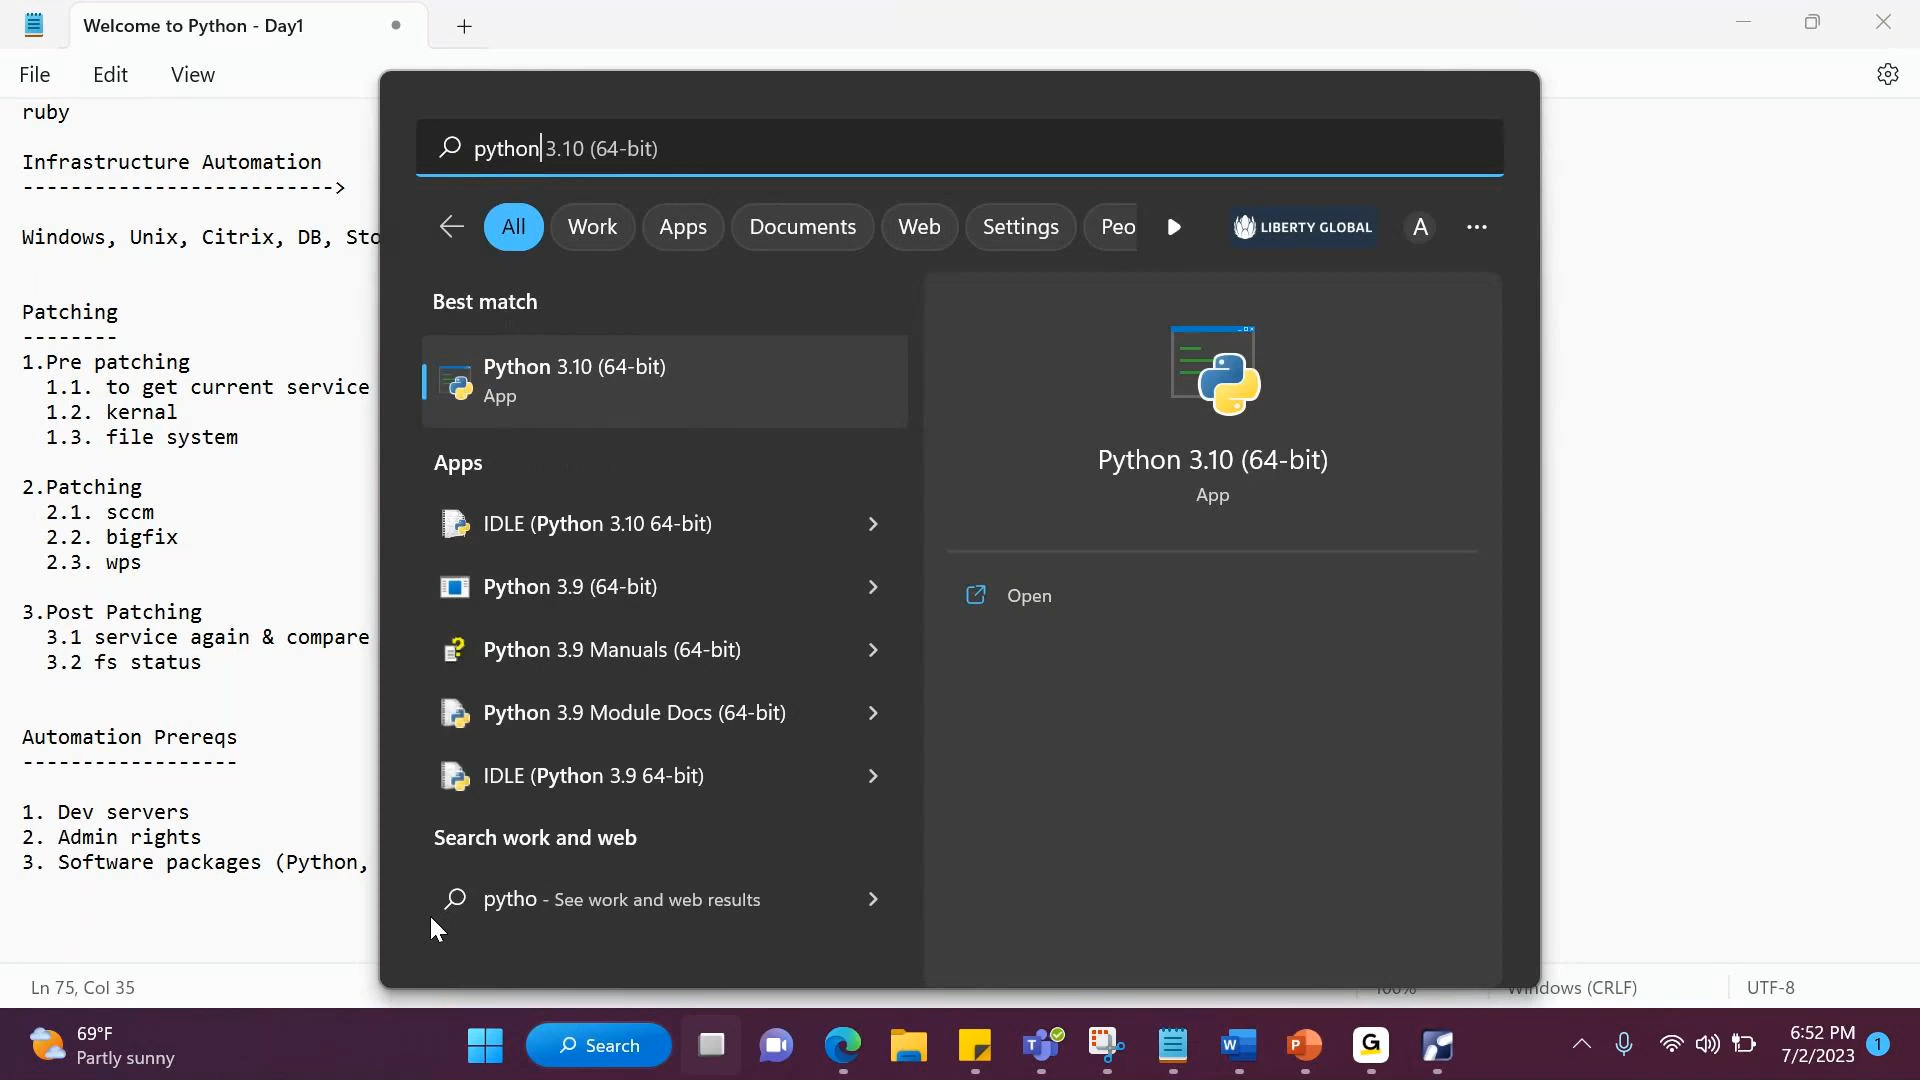 Welcome to Python - Day1
File
Edit
View
ruby
Infrastructure Automation
-------------------------->
Windows, Unix, Citrix, DB, Sto
Patching
--------
1.Pre patching
1.1. to get current service
1.2. kernal
1.3. file system
2.Patching
2.1. sccm
2.2. bigfix
2.3. wps
3.Post Patching
3.1 service again & compare
3.2 fs status
Automation Prereqs
------------------
1. Dev servers
2. Admin rights
3. Software packages (Python,
Ln 75, Col 35
100%
Windows (CRLF)
UTF-8
python 3.10 (64-bit)
All
Work
Apps
Documents
Web
Settings
Peo
LIBERTY GLOBAL
A
Best match
Python 3.10 (64-bit)
App
Apps
IDLE (Python 3.10 64-bit)
Python 3.9 (64-bit)
Python 3.9 Manuals (64-bit)
Python 3.9 Module Docs (64-bit)
IDLE (Python 3.9 64-bit)
Search work and web
pytho - See work and web results
Python 3.10 (64-bit)
App
Open
69°F
Partly sunny
Search
6:52 PM
7/2/2023
1